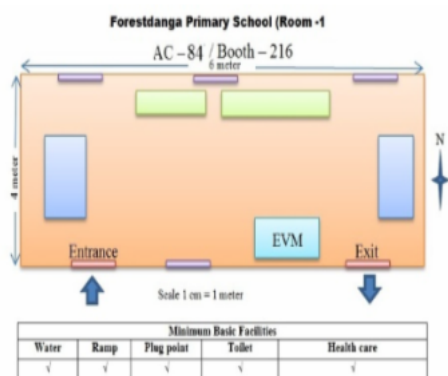 Forestdanga Primary School (Room -1
AC – 84 / Booth – 216
6 meter
4 meter
N
EVM
Entrance
Exit
Scale 1 cm = 1 meter
Minimum Basic Facilities
Water Ramp Plug point Toilet Health care
√ √ √ √ √